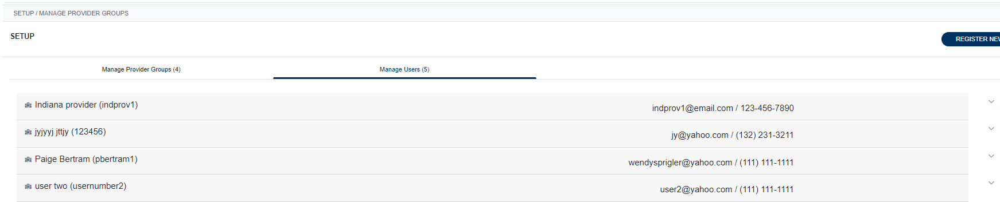 SETUP / MANAGE PROVIDER GROUPS
SETUP
REGISTER NEW
Manage Provider Groups (4)
Manage Users (5)
Indiana provider (indprov1)
indprov1@email.com / 123-456-7890
jyjyyj jttjy (123456)
jy@yahoo.com / (132) 231-3211
Paige Bertram (pbertram1)
wendysprigler@yahoo.com / (111) 111-1111
user two (usernumber2)
user2@yahoo.com / (111) 111-1111